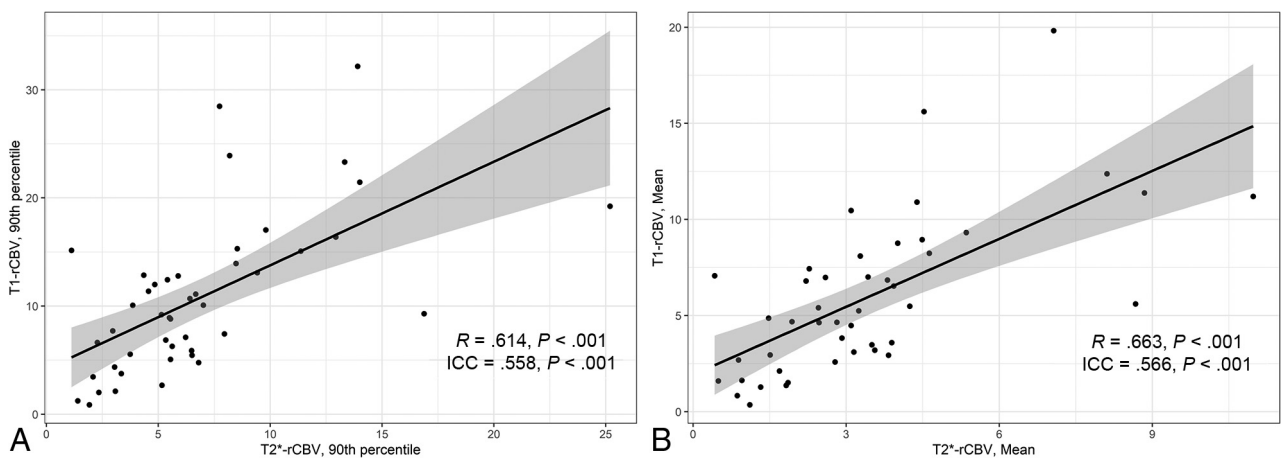 T1-rCBV, 90th percentile
30
20
10
0
R = .614, P < .001
ICC = .558, P < .001
0 5 10 15 20 25
T2*-rCBV, 90th percentile
A
T1-rCBV, Mean
20
15
10
5
0
R = .663, P < .001
ICC = .566, P < .001
0 3 6 9
T2*-rCBV, Mean
B